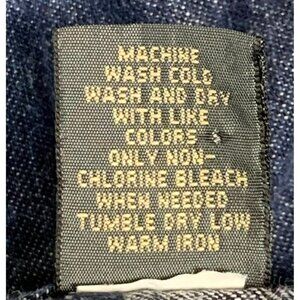 MACHINE
WASH COLD
WASH AND DRY
WITH LIKE
COLORS
ONLY NON-
CHLORINE BLEACH
WHEN NEEDED
TUMBLE DRY LOW
WARM IRON